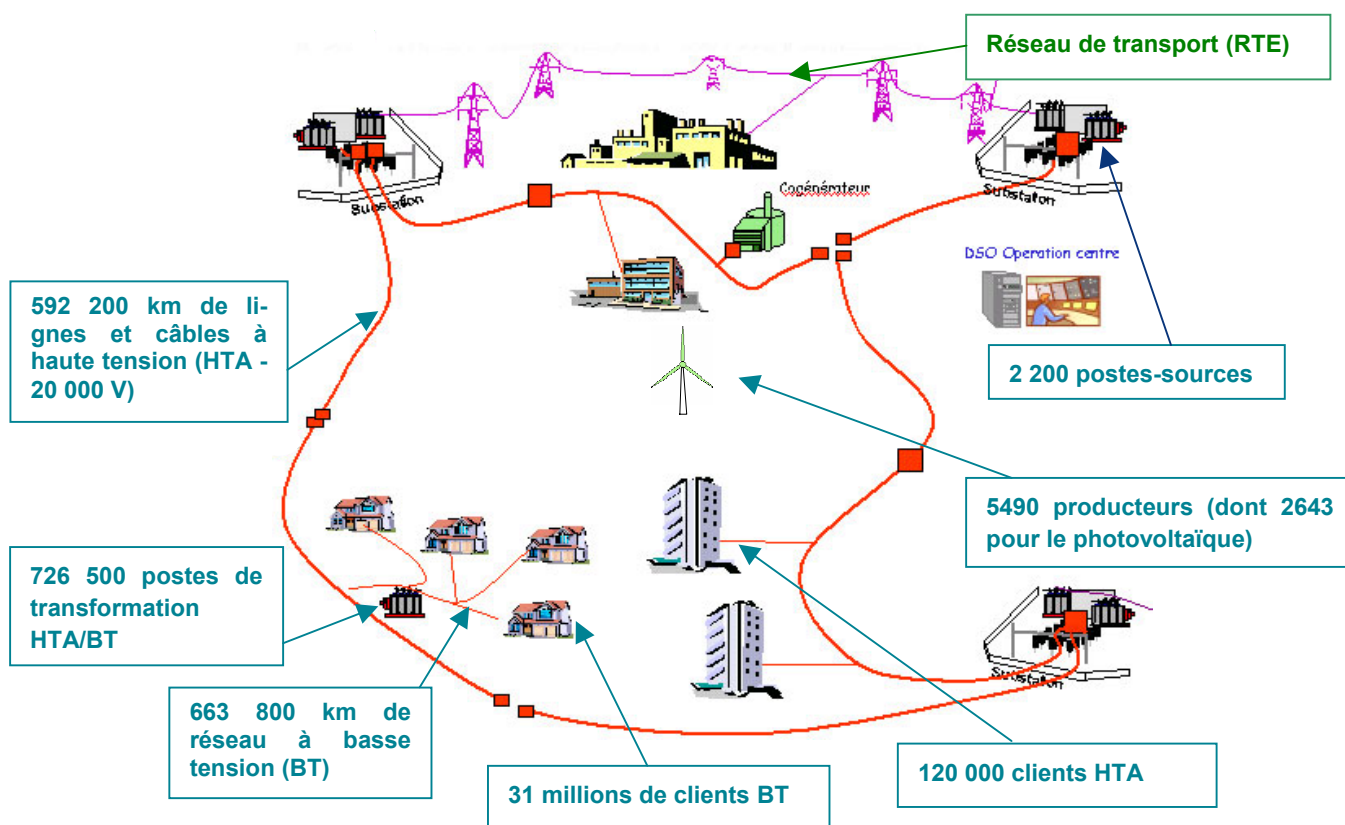 Réseau de transport (RTE)
Substation
Cogénérateur
Substation
DSO Operation centre
592 200 km de li-
gnes et câbles à
haute tension (HTA -
20 000 V)
2 200 postes-sources
5490 producteurs (dont 2643
pour le photovoltaïque)
726 500 postes de
transformation
HTA/BT
Substation
663 800 km de
réseau à basse
tension (BT)
120 000 clients HTA
31 millions de clients BT